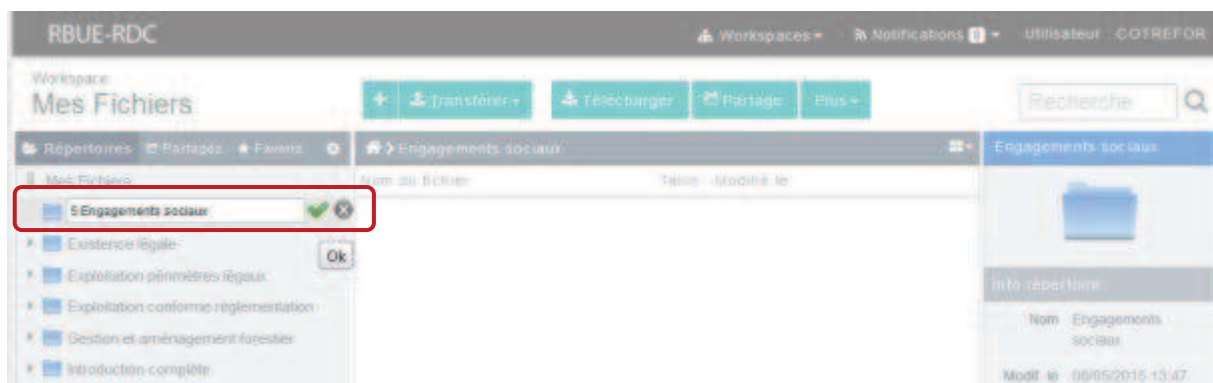 RBUE-RDC
Workspaces
Notifications 0
Utilisateur COTREFOR
Workspace
Mes Fichiers
Transférer
Télécharger
Partage
Plus
Recherche
Répertoires
Partagés
Favoris
Engagements sociaux
Engagements sociaux
Mes Fichiers
Nom du fichier
Taille
Modifié le
5 Engagements sociaux
Existence légale
Ok
Exploitation périmètres légaux
Info répertoire
Exploitation conforme réglementation
Nom Engagements
sociaux
Gestion et aménagement forestier
Introduction complète
Modif. le 06/05/2015 13:47